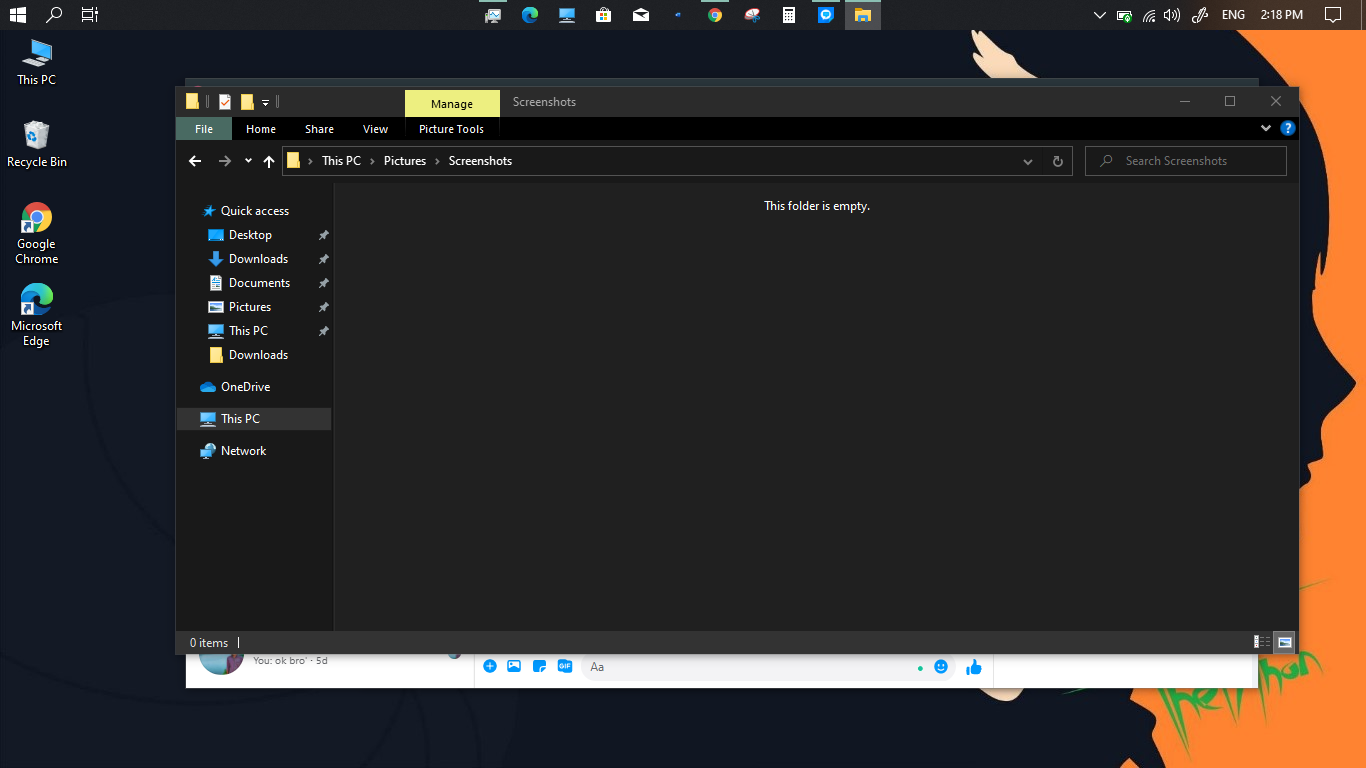 ENG 2:18 PM
This PC
Recycle Bin
Google
Chrome
Microsoft
Edge
Manage Screenshots
File Home Share View Picture Tools
This PC Pictures Screenshots
Search Screenshots
Quick access
Desktop
Downloads
Documents
Pictures
This PC
Downloads
OneDrive
This PC
Network
This folder is empty.
0 items
You: ok bro' · 5d
GIF
Aa